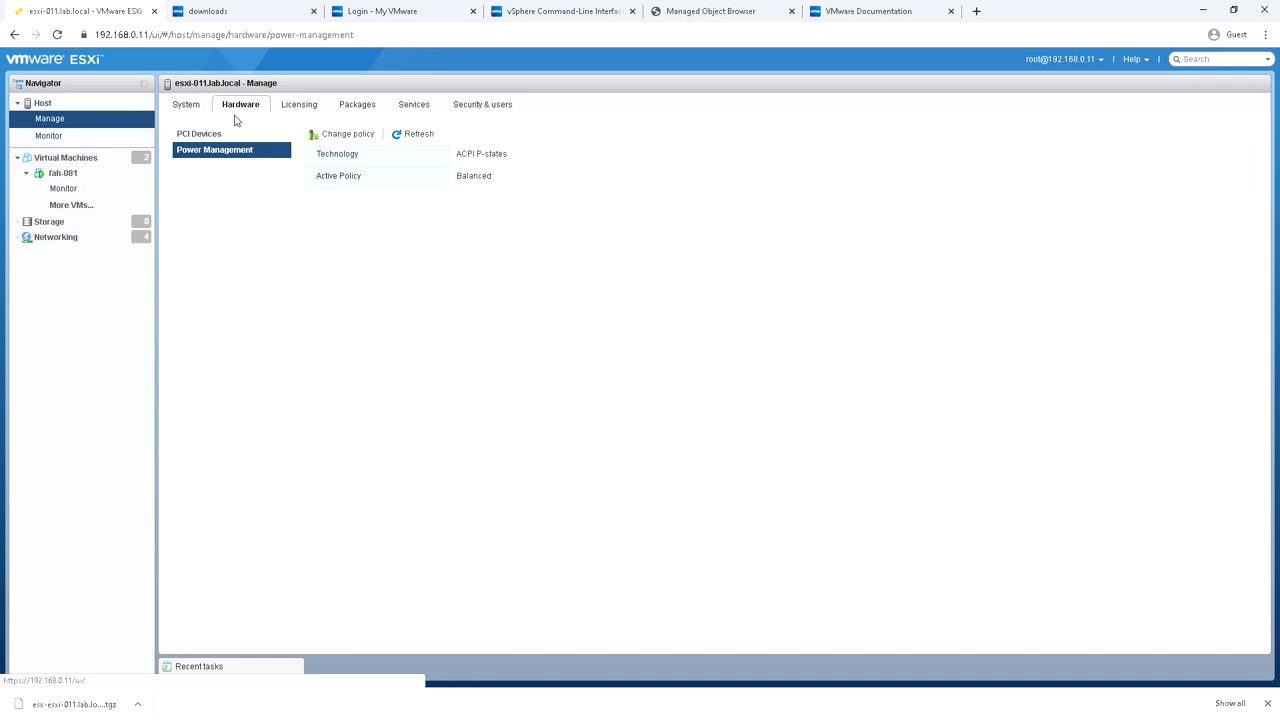 esxi-011.lab.local - VMware ESXi
downloads
Login - My VMware
vSphere Command-Line Interfac
Managed Object Browser
VMware Documentation
192.168.0.11/ui/#/host/manage/hardware/power-management
Guest
vmware ESXi™
root@192.168.0.11
Help
Search
Navigator
esxi-011.lab.local - Manage
Host
Manage
Monitor
Virtual Machines 2
fah-081
Monitor
More VMs...
Storage 8
Networking 4
System
Hardware
Licensing
Packages
Services
Security & users
PCI Devices
Power Management
Change policy
Refresh
Technology ACPI P-states
Active Policy Balanced
Recent tasks
https://192.168.0.11/ui/
esx-esxi-011.lab.lo....tgz
Show all